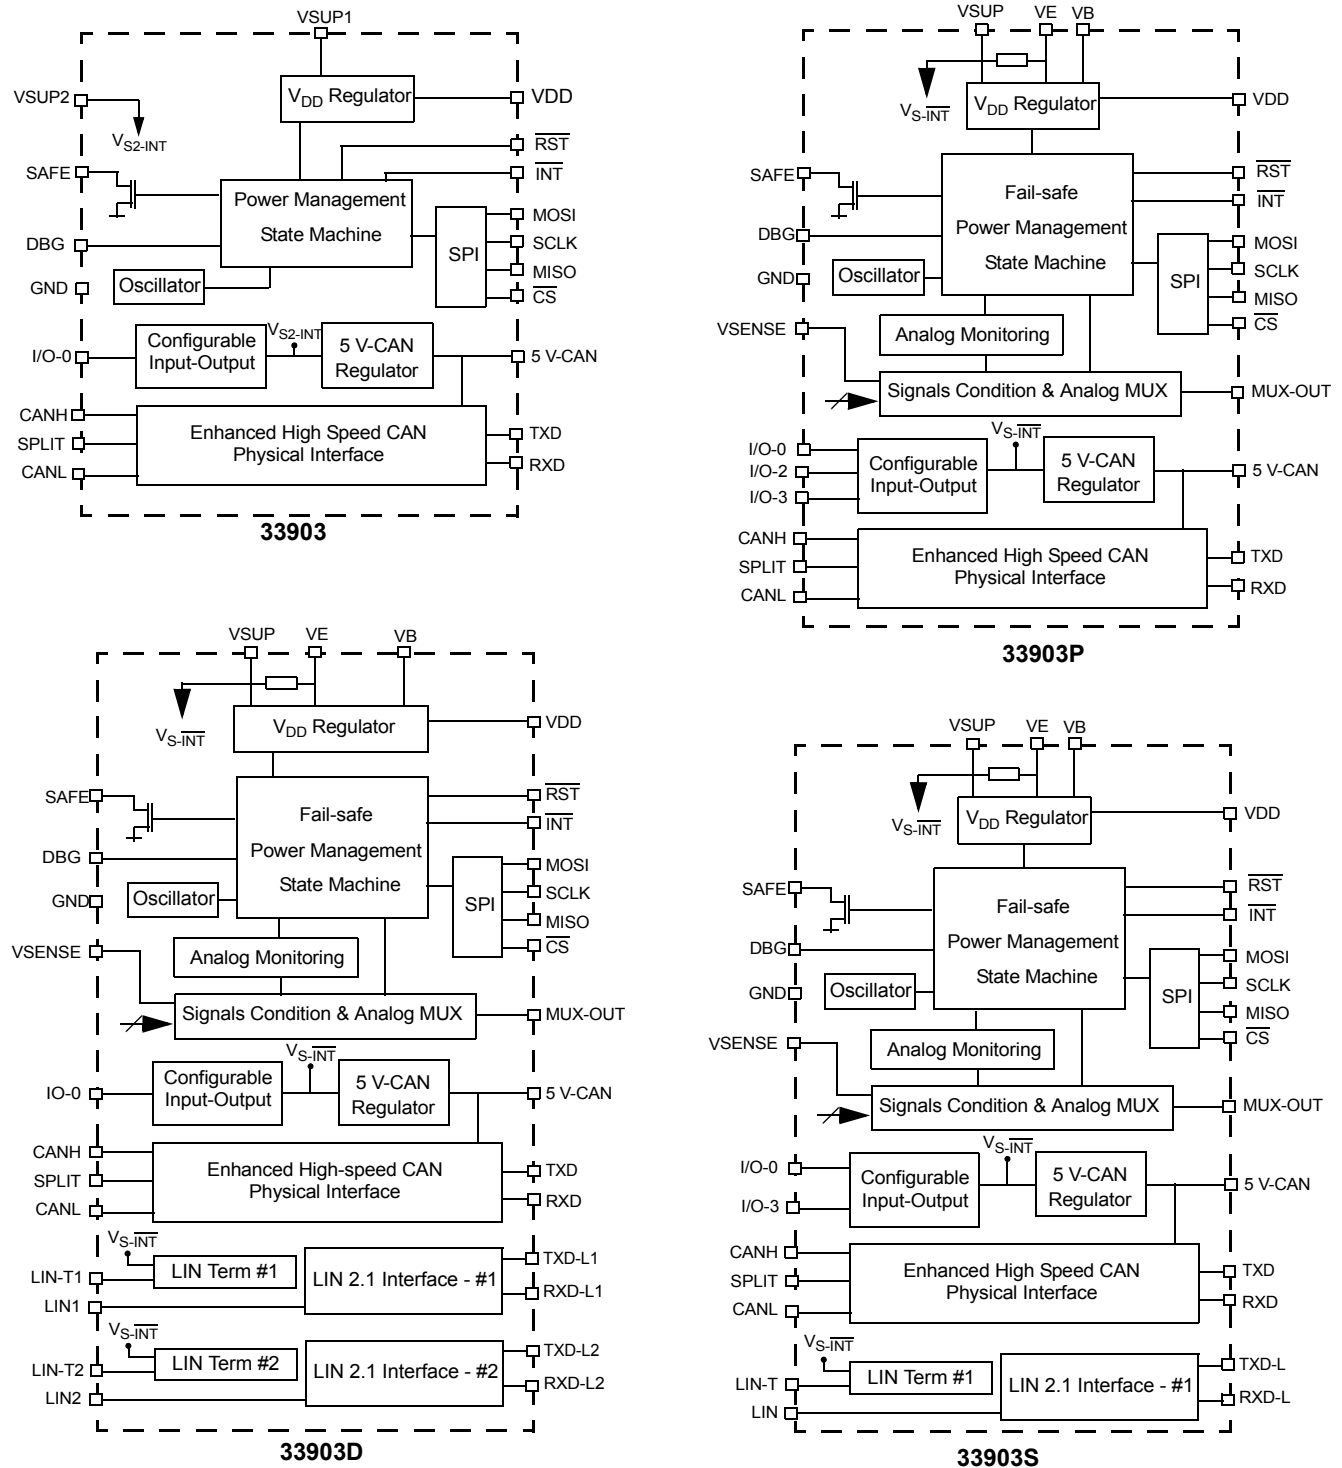 VSUP1
VSUP2
VS2-INT
VDD Regulator
VDD
RST
INT
SAFE
Power Management
State Machine
DBG
GND
Oscillator
SPI
MOSI
SCLK
MISO
CS
I/O-0
Configurable
Input-Output
VS2-INT
5 V-CAN
Regulator
5 V-CAN
CANH
SPLIT
CANL
Enhanced High Speed CAN
Physical Interface
TXD
RXD
33903
VSUP
VE
VB
VS-INT
VDD Regulator
VDD
SAFE
Fail-safe
Power Management
State Machine
RST
INT
DBG
GND
Oscillator
SPI
MOSI
SCLK
MISO
CS
VSENSE
Analog Monitoring
Signals Condition & Analog MUX
MUX-OUT
I/O-0
I/O-2
I/O-3
Configurable
Input-Output
VS-INT
5 V-CAN
Regulator
5 V-CAN
CANH
SPLIT
CANL
Enhanced High Speed CAN
Physical Interface
TXD
RXD
33903P
VSUP
VE
VB
VS-INT
VDD Regulator
VDD
SAFE
Fail-safe
Power Management
State Machine
RST
INT
DBG
GND
Oscillator
SPI
MOSI
SCLK
MISO
CS
VSENSE
Analog Monitoring
Signals Condition & Analog MUX
MUX-OUT
IO-0
Configurable
Input-Output
VS-INT
5 V-CAN
Regulator
5 V-CAN
CANH
SPLIT
CANL
Enhanced High-speed CAN
Physical Interface
TXD
RXD
VS-INT
LIN Term #1
LIN-T1
LIN1
LIN 2.1 Interface - #1
TXD-L1
RXD-L1
VS-INT
LIN Term #2
LIN-T2
LIN2
LIN 2.1 Interface - #2
TXD-L2
RXD-L2
33903D
VSUP
VE
VB
VS-INT
VDD Regulator
VDD
SAFE
Fail-safe
Power Management
State Machine
RST
INT
DBG
GND
Oscillator
SPI
MOSI
SCLK
MISO
CS
VSENSE
Analog Monitoring
Signals Condition & Analog MUX
MUX-OUT
I/O-0
I/O-3
Configurable
Input-Output
VS-INT
5 V-CAN
Regulator
5 V-CAN
CANH
SPLIT
CANL
Enhanced High Speed CAN
Physical Interface
TXD
RXD
VS-INT
LIN Term #1
LIN-T
LIN
LIN 2.1 Interface - #1
TXD-L
RXD-L
33903S